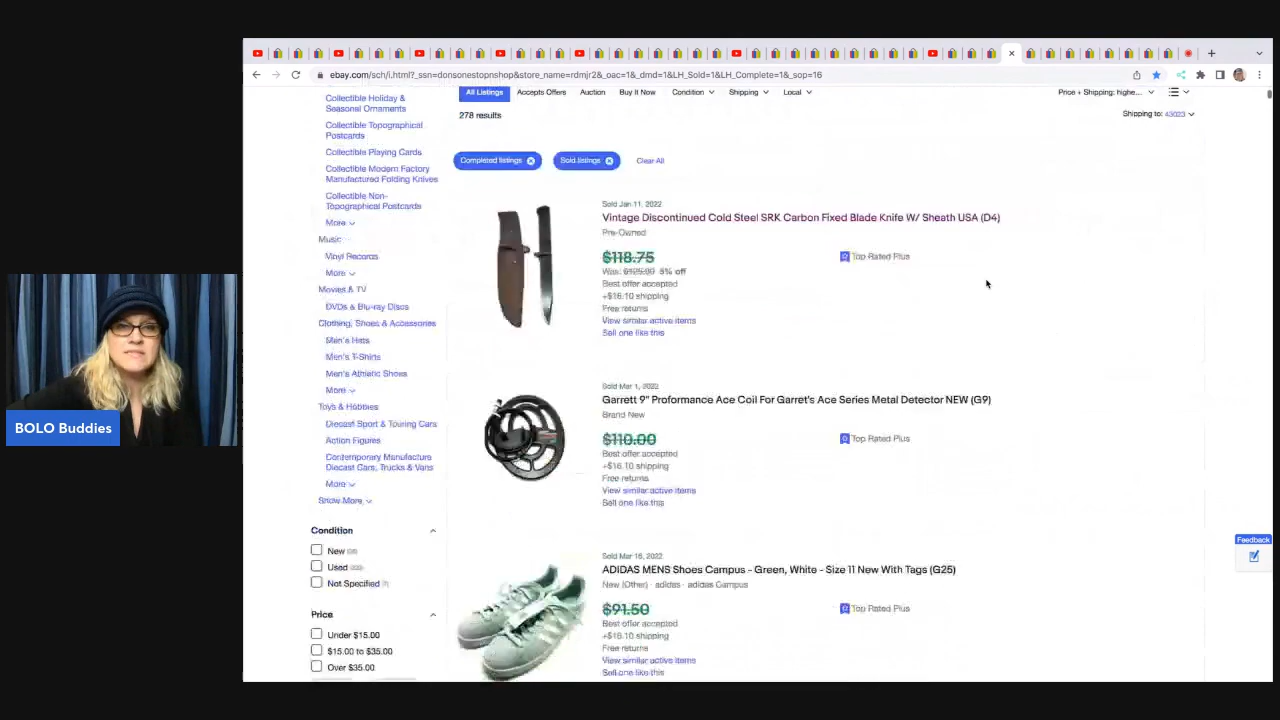 ebay.com/sch/i.html?_ssn=donsonestopnshop&store_name=rdmjr2&_oac=1&_dmd=1&LH_Sold=1&LH_Complete=1&_sop=16
All Listings
Accepts Offers
Auction
Buy It Now
Condition
Shipping
Local
Price + Shipping: highe...
278 results
Shipping to: 43023
Completed listings
Sold listings
Clear All
Collectible Holiday &
Seasonal Ornaments
Collectible Topographical
Postcards
Collectible Playing Cards
Collectible Modern Factory
Manufactured Folding Knives
Collectible Non-
Topographical Postcards
More
Music
Vinyl Records
More
Movies & TV
DVDs & Blu-ray Discs
Clothing, Shoes & Accessories
Men's Hats
Men's T-Shirts
Men's Athletic Shoes
More
Toys & Hobbies
Diecast Sport & Touring Cars
Action Figures
Contemporary Manufacture
Diecast Cars, Trucks & Vans
More
Show More
Condition
New
Used
Not Specified
Price
Under $15.00
$15.00 to $35.00
Over $35.00
Sold Jan 11, 2022
Vintage Discontinued Cold Steel SRK Carbon Fixed Blade Knife W/ Sheath USA (D4)
Pre-Owned
$118.75
Top Rated Plus
Was: $125.00 5% off
Best offer accepted
+$16.10 shipping
Free returns
View similar active items
Sell one like this
Sold Mar 1, 2022
Garrett 9" Proformance Ace Coil For Garret's Ace Series Metal Detector NEW (G9)
Brand New
$110.00
Top Rated Plus
Best offer accepted
+$16.10 shipping
Free returns
View similar active items
Sell one like this
Sold Mar 16, 2022
ADIDAS MENS Shoes Campus - Green, White - Size 11 New With Tags (G25)
New (Other) · adidas · adidas Campus
$91.50
Top Rated Plus
Best offer accepted
+$16.10 shipping
Free returns
View similar active items
Sell one like this
Feedback
BOLO Buddies